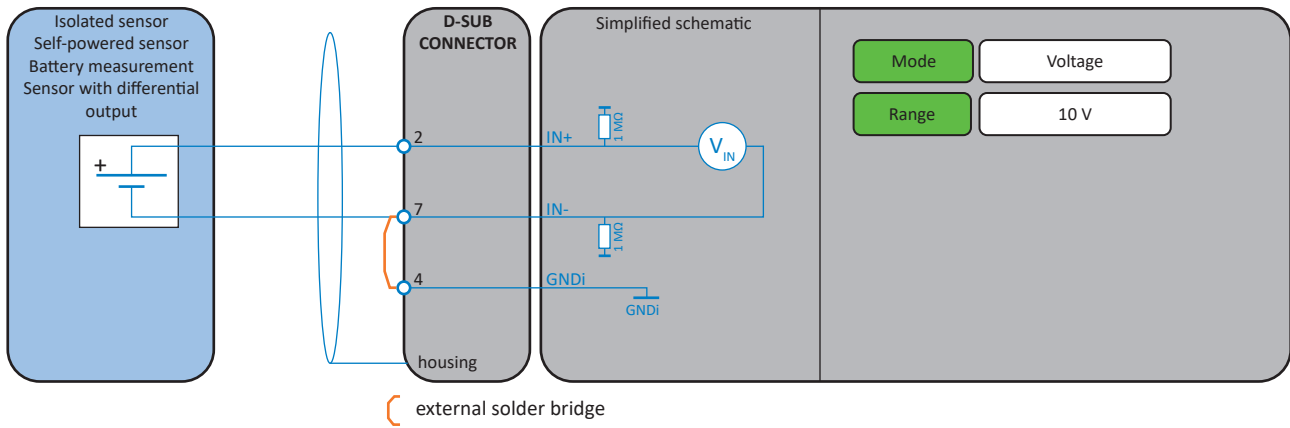 Isolated sensor
Self-powered sensor
Battery measurement
Sensor with differential
output
+
D-SUB
CONNECTOR
2
7
4
housing
Simplified schematic
IN+
1 MΩ
V IN
IN-
1 MΩ
GNDi
GNDi
Mode
Voltage
Range
10 V
external solder bridge